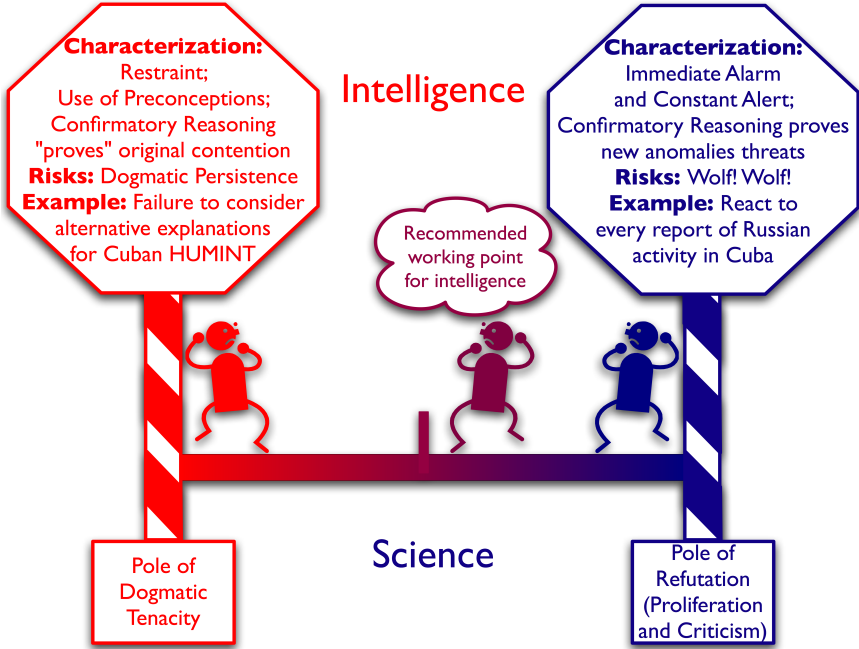 Characterization:
Restraint;
Use of Preconceptions;
Confirmatory Reasoning
"proves" original contention
Risks: Dogmatic Persistence
Example: Failure to consider
alternative explanations
for Cuban HUMINT
Intelligence
Characterization:
Immediate Alarm
and Constant Alert;
Confirmatory Reasoning proves
new anomalies threats
Risks: Wolf! Wolf!
Example: React to
every report of Russian
activity in Cuba
Recommended
working point
for intelligence
Science
Pole of
Dogmatic
Tenacity
Pole of
Refutation
(Proliferation
and Criticism)